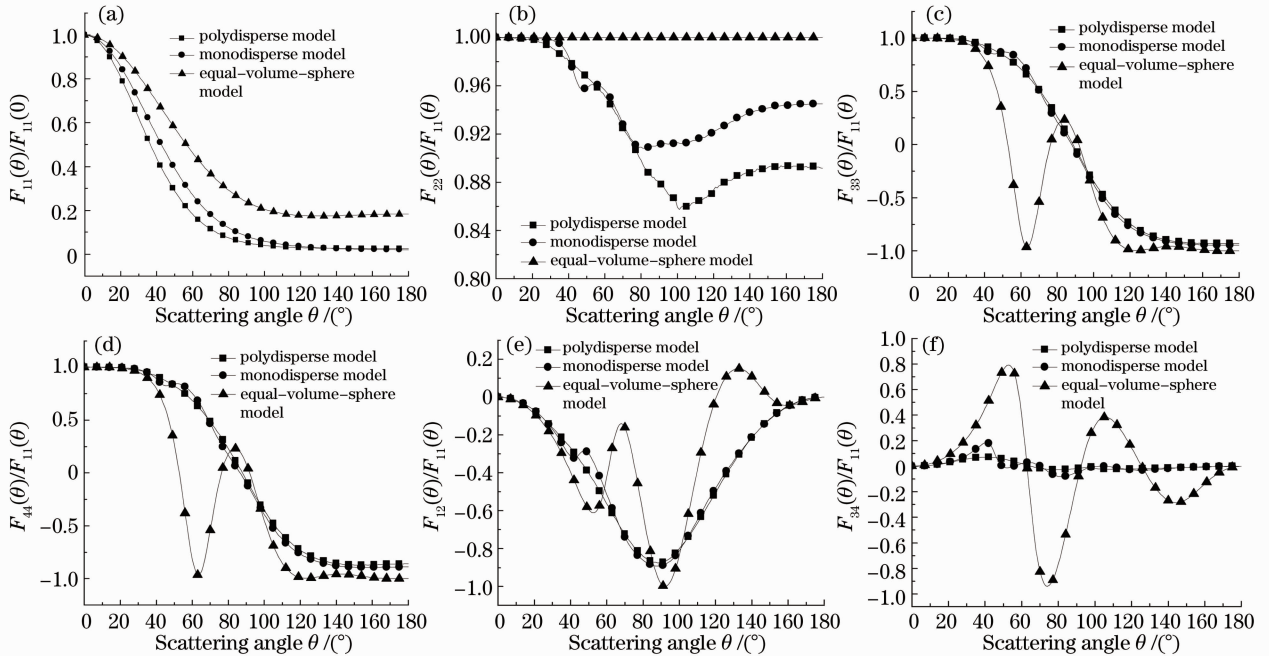 (a)
polydisperse model
monodisperse model
equal-volume-sphere
model
F11(θ)/F11(0)
1.0
0.8
0.6
0.4
0.2
0
0 20 40 60 80 100 120 140 160 180
Scattering angle θ /(°)
(b)
F22(θ)/F11(θ)
1.00
0.96
0.92
0.88
0.84
0.80
polydisperse model
monodisperse model
equal-volume-sphere model
0 20 40 60 80 100 120 140 160 180
Scattering angle θ /(°)
(c)
polydisperse model
monodisperse model
equal-volume-sphere
model
F33(θ)/F11(θ)
1.0
0.5
0
-0.5
-1.0
0 20 40 60 80 100 120 140 160 180
Scattering angle θ /(°)
(d)
polydisperse model
monodisperse model
equal-volume-sphere
model
F44(θ)/F11(θ)
1.0
0.5
0
-0.5
-1.0
0 20 40 60 80 100 120 140 160 180
Scattering angle θ /(°)
(e)
polydisperse model
monodisperse model
equal-volume-sphere
model
F12(θ)/F11(θ)
0.2
0
-0.2
-0.4
-0.6
-0.8
-1.0
0 20 40 60 80 100 120 140 160 180
Scattering angle θ /(°)
(f)
polydisperse model
monodisperse model
equal-volume-sphere
model
F34(θ)/F11(θ)
1.0
0.8
0.6
0.4
0.2
0
-0.2
-0.4
-0.6
-0.8
-1.0
0 20 40 60 80 100 120 140 160 180
Scattering angle θ /(°)